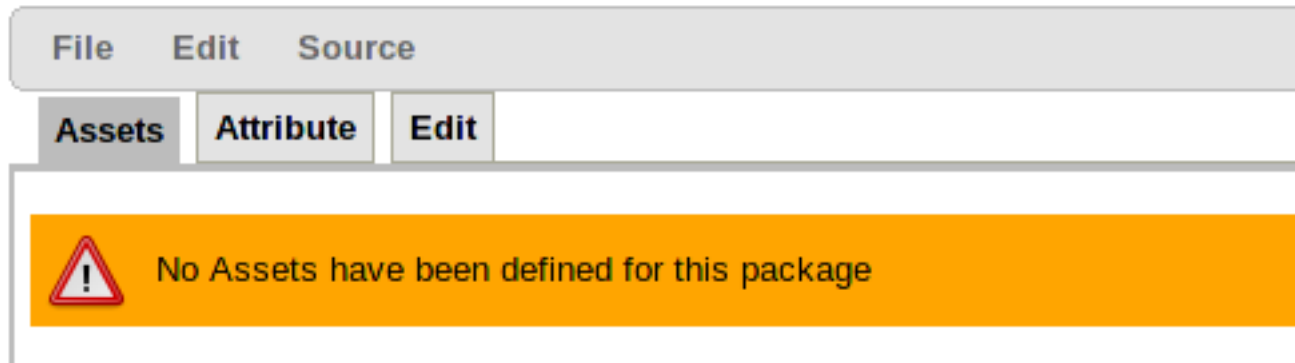 File Edit Source
Assets Attribute Edit
No Assets have been defined for this package